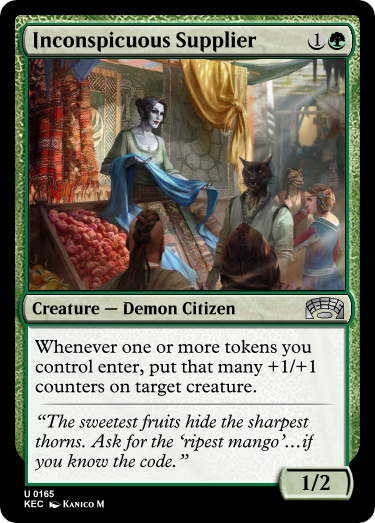 Inconspicuous Supplier 1
Creature — Demon Citizen
Whenever one or more tokens you
control enter, put that many +1/+1
counters on target creature.
“The sweetest fruits hide the sharpest
thorns. Ask for the ‘ripest mango’…if
you know the code.”
1/2
U 0165
KEC Kanico M